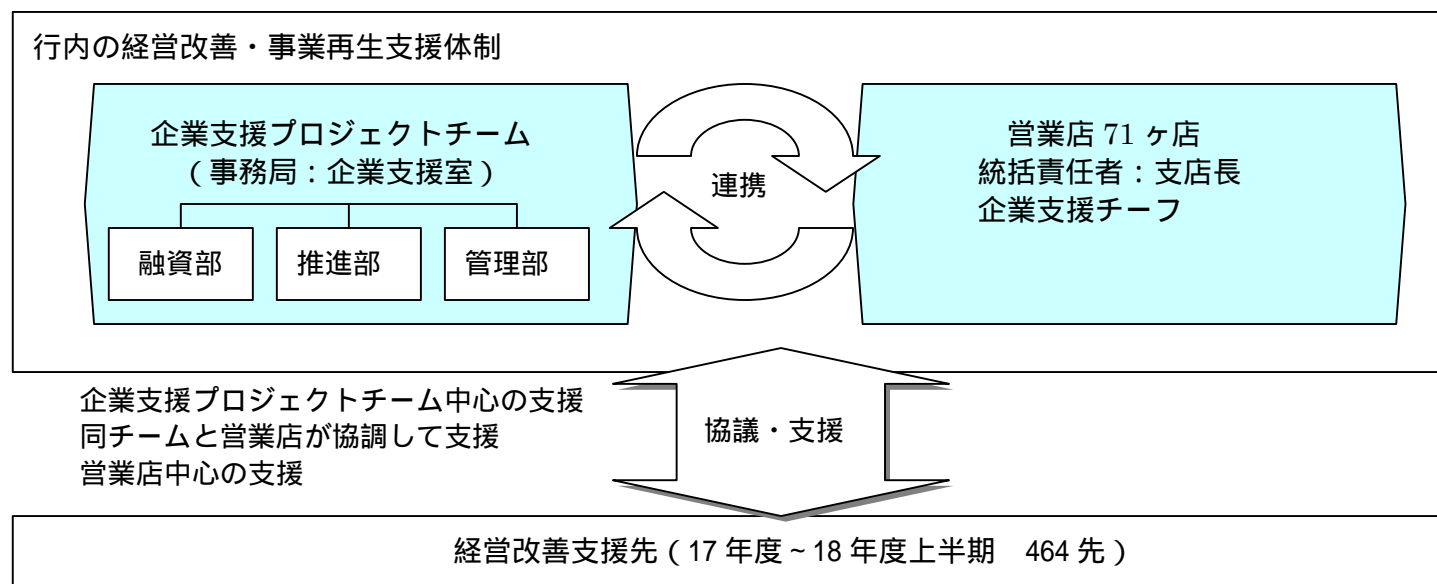 行内の経営改善・事業再生支援体制
企業支援プロジェクトチーム
（事務局：企業支援室）
融資部
推進部
管理部
連携
営業店 71 ヶ店
統括責任者：支店長
企業支援チーフ
企業支援プロジェクトチーム中心の支援
同チームと営業店が協調して支援
営業店中心の支援
協議・支援
経営改善支援先（17 年度～18 年度上半期　464 先）